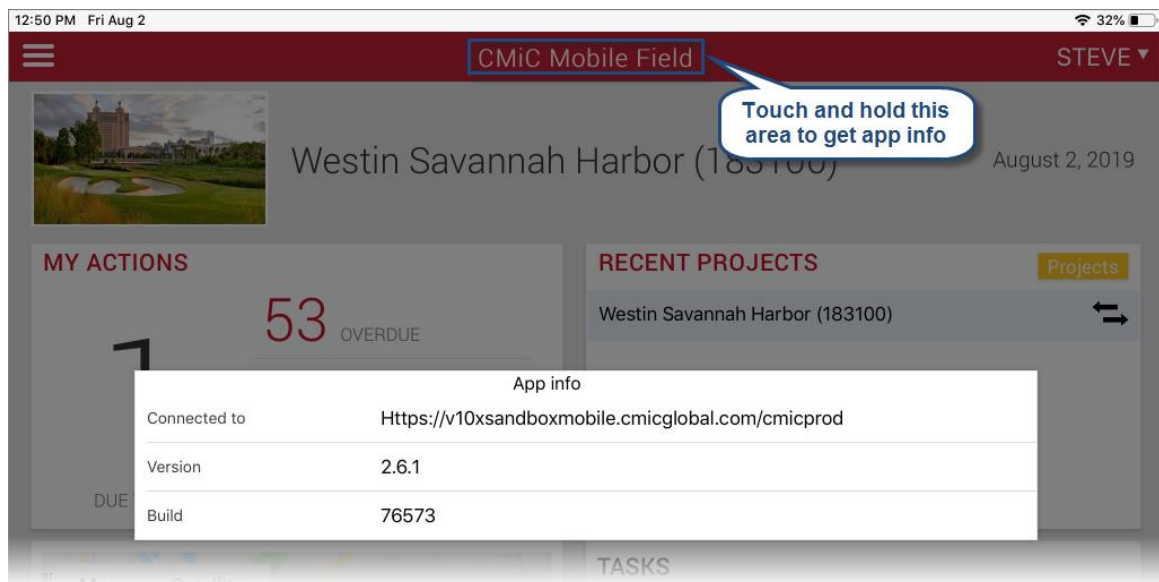 12:50 PM Fri Aug 2
32%
CMiC Mobile Field
STEVE
Touch and hold this
area to get app info
Westin Savannah Harbor (183100)
August 2, 2019
MY ACTIONS
53 OVERDUE
1
DUE
RECENT PROJECTS
Projects
Westin Savannah Harbor (183100)
App info
Connected to Https://v10xsandboxmobile.cmicglobal.com/cmicprod
Version 2.6.1
Build 76573
TASKS